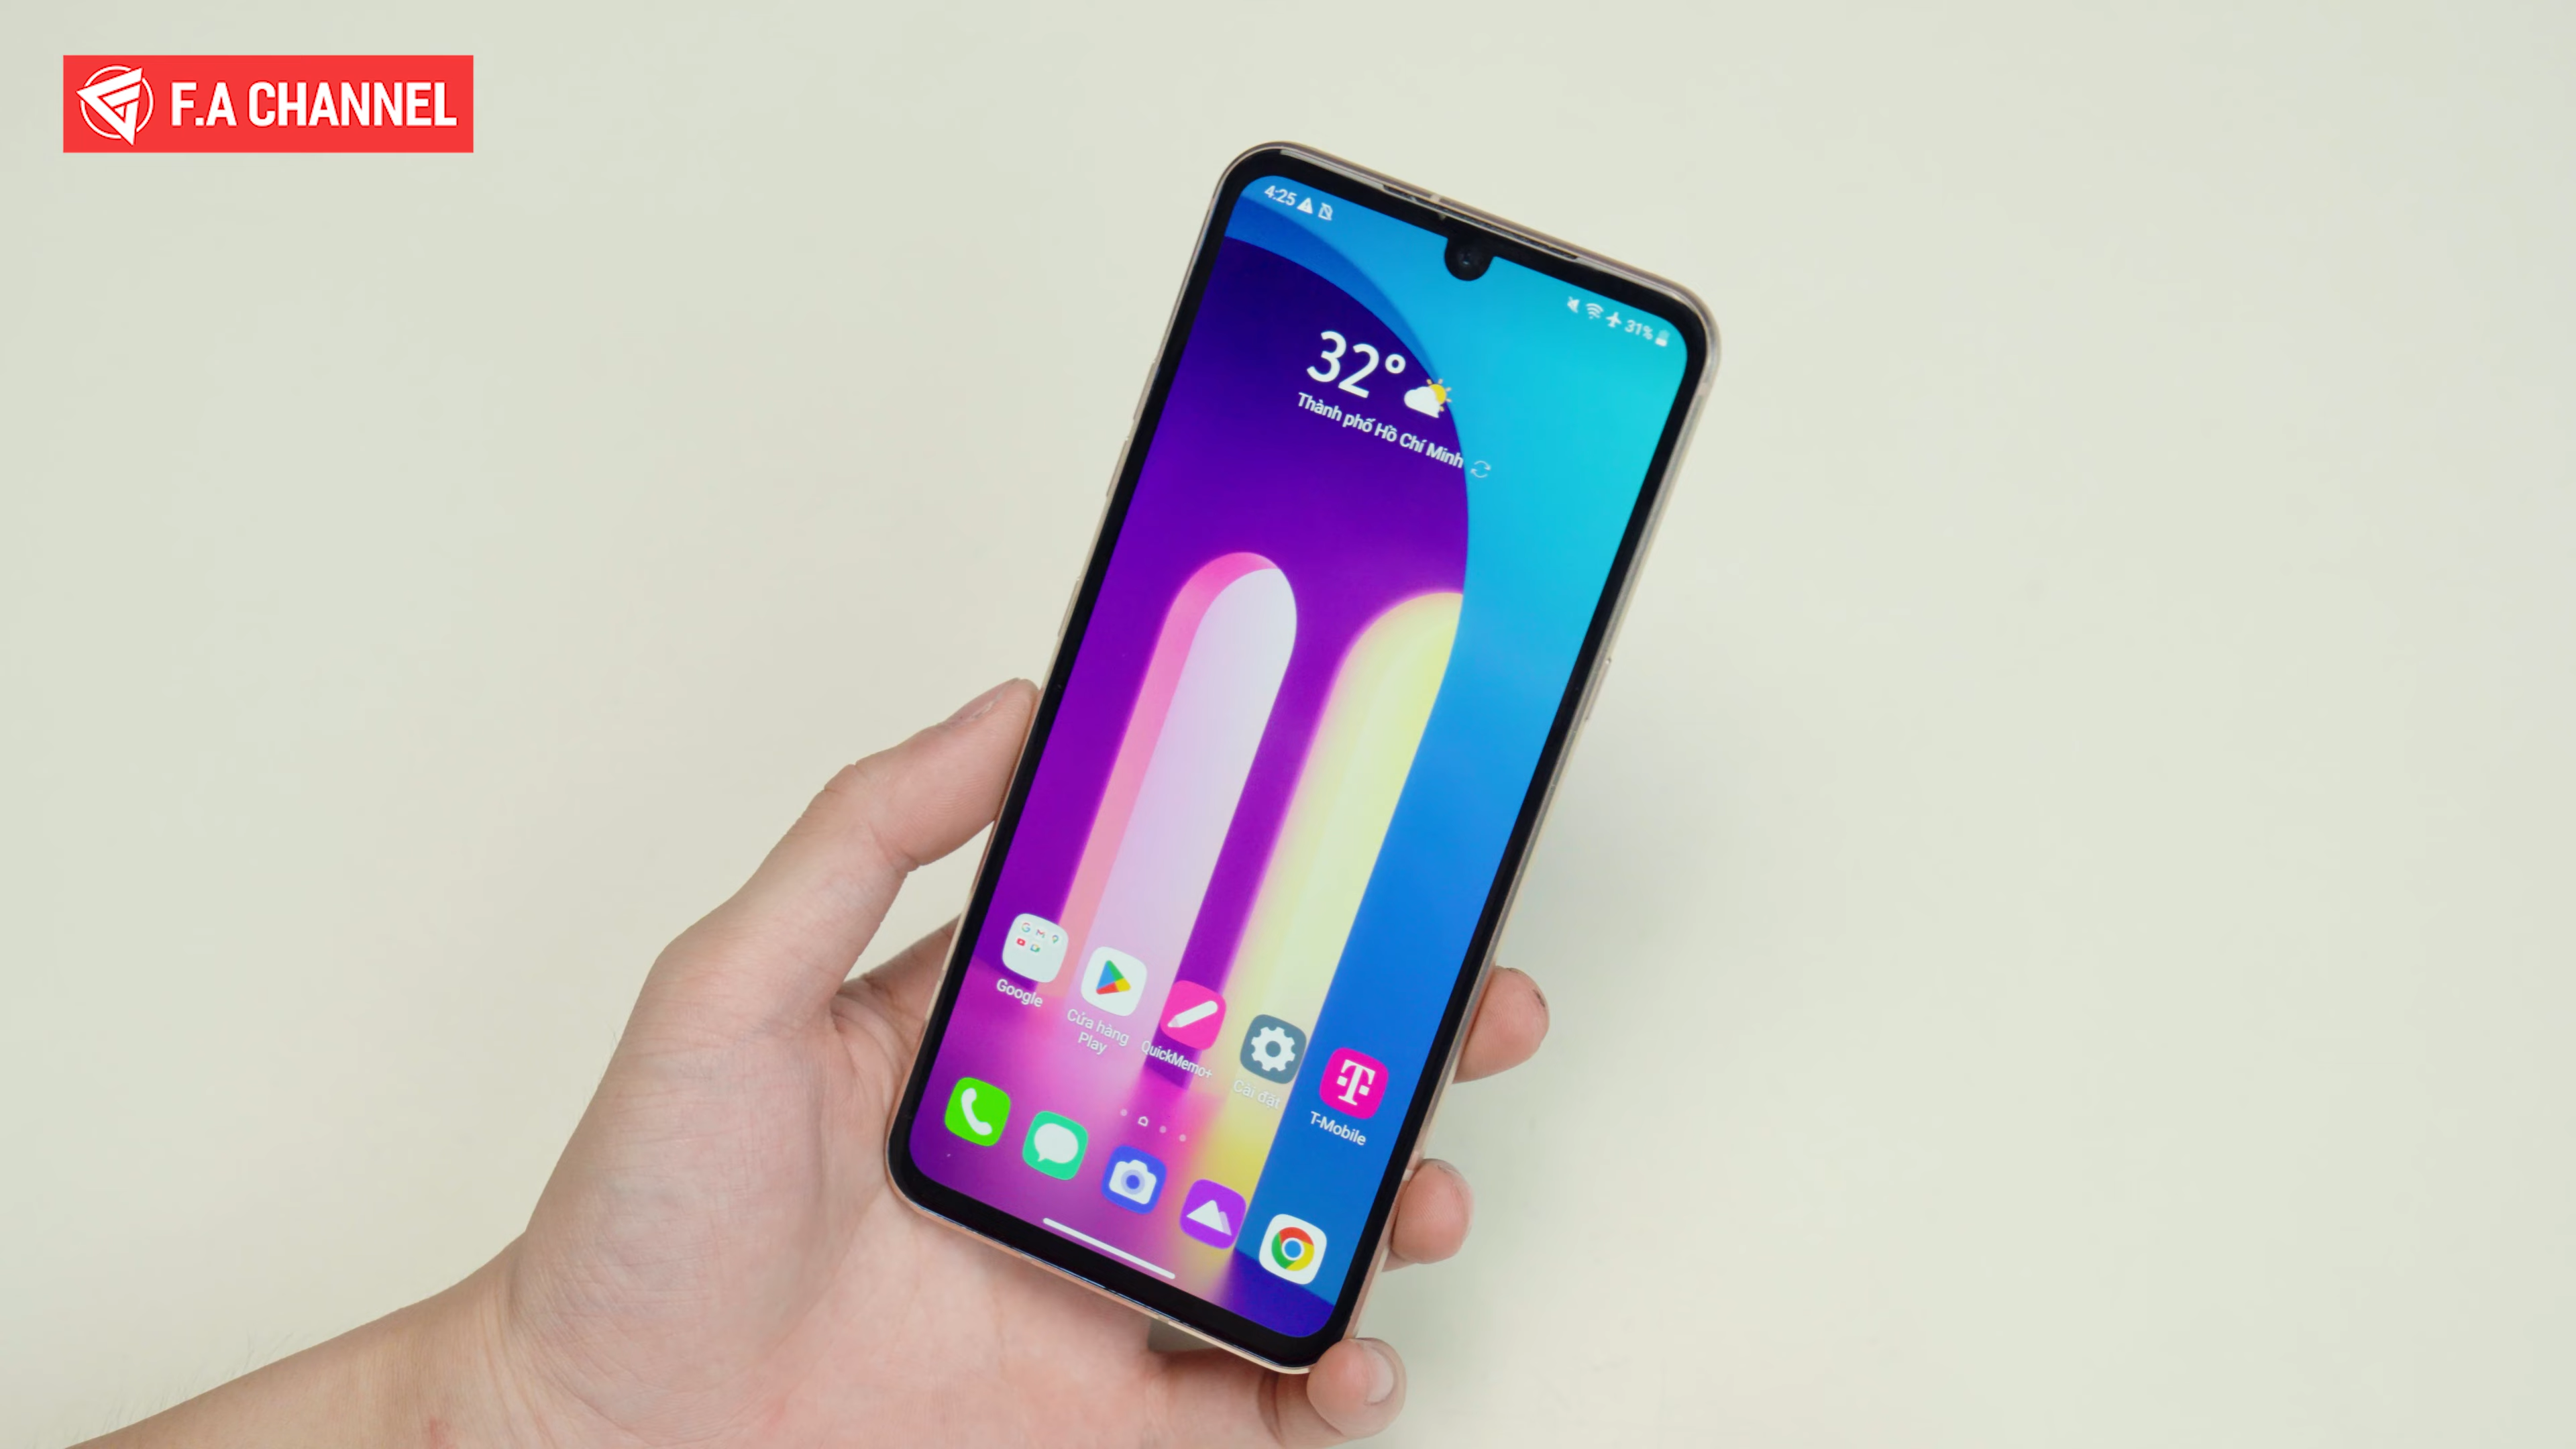 F.A CHANNEL
4:25
31%
32°
Thành phố Hồ Chí Minh
Google
Cửa hàng
Play
QuickMemo+
Cài đặt
T
T-Mobile